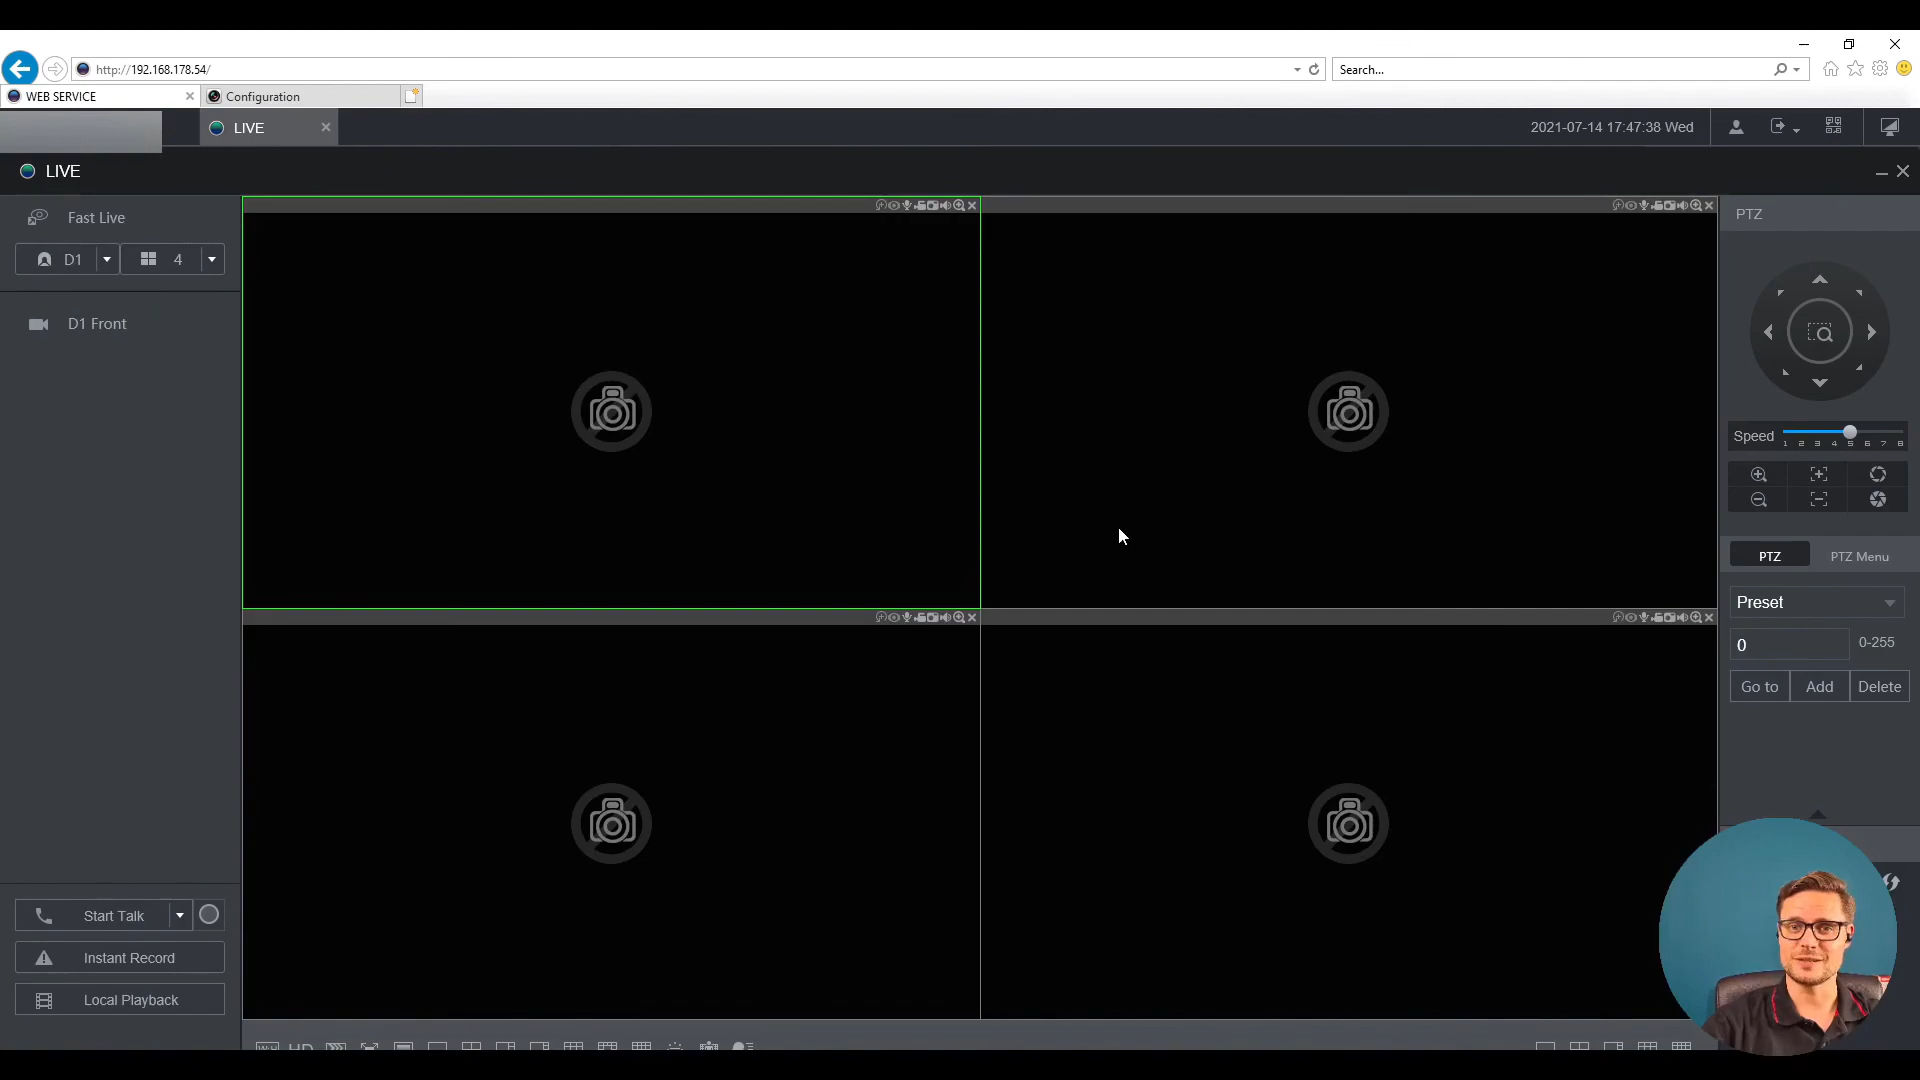 http://192.168.178.54/
Search...
WEB SERVICE
Configuration
LIVE
2021-07-14 17:47:38 Wed
LIVE
Fast Live
D1
4
D1 Front
PTZ
Speed
1 2 3 4 5 6 7 8
PTZ
PTZ Menu
Preset
0
0-255
Go to
Add
Delete
Start Talk
Instant Record
Local Playback
HD